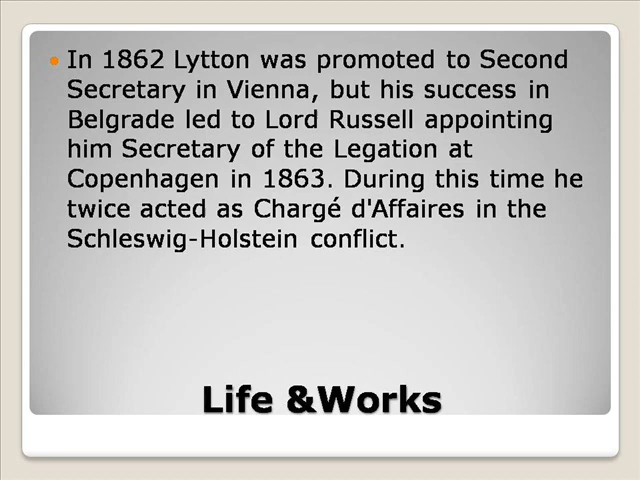 In 1862 Lytton was promoted to Second
Secretary in Vienna, but his success in
Belgrade led to Lord Russell appointing
him Secretary of the Legation at
Copenhagen in 1863. During this time he
twice acted as Chargé d'Affaires in the
Schleswig-Holstein conflict.
Life &Works